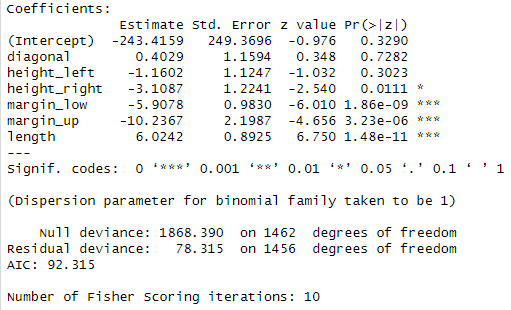 Coefficients:
              Estimate Std. Error z value Pr(>|z|)
(Intercept)  -243.4159   249.3696  -0.976   0.3290
diagonal        0.4029     1.1594   0.348   0.7282
height_left    -1.1602     1.1247  -1.032   0.3023
height_right   -3.1087     1.2241  -2.540   0.0111 *
margin_low     -5.9078     0.9830  -6.010 1.86e-09 ***
margin_up     -10.2367     2.1987  -4.656 3.23e-06 ***
length          6.0242     0.8925   6.750 1.48e-11 ***
---
Signif. codes:  0 ‘***’ 0.001 ‘**’ 0.01 ‘*’ 0.05 ‘.’ 0.1 ‘ ’ 1
(Dispersion parameter for binomial family taken to be 1)
    Null deviance: 1868.390  on 1462  degrees of freedom
Residual deviance:   78.315  on 1456  degrees of freedom
AIC: 92.315
Number of Fisher Scoring iterations: 10